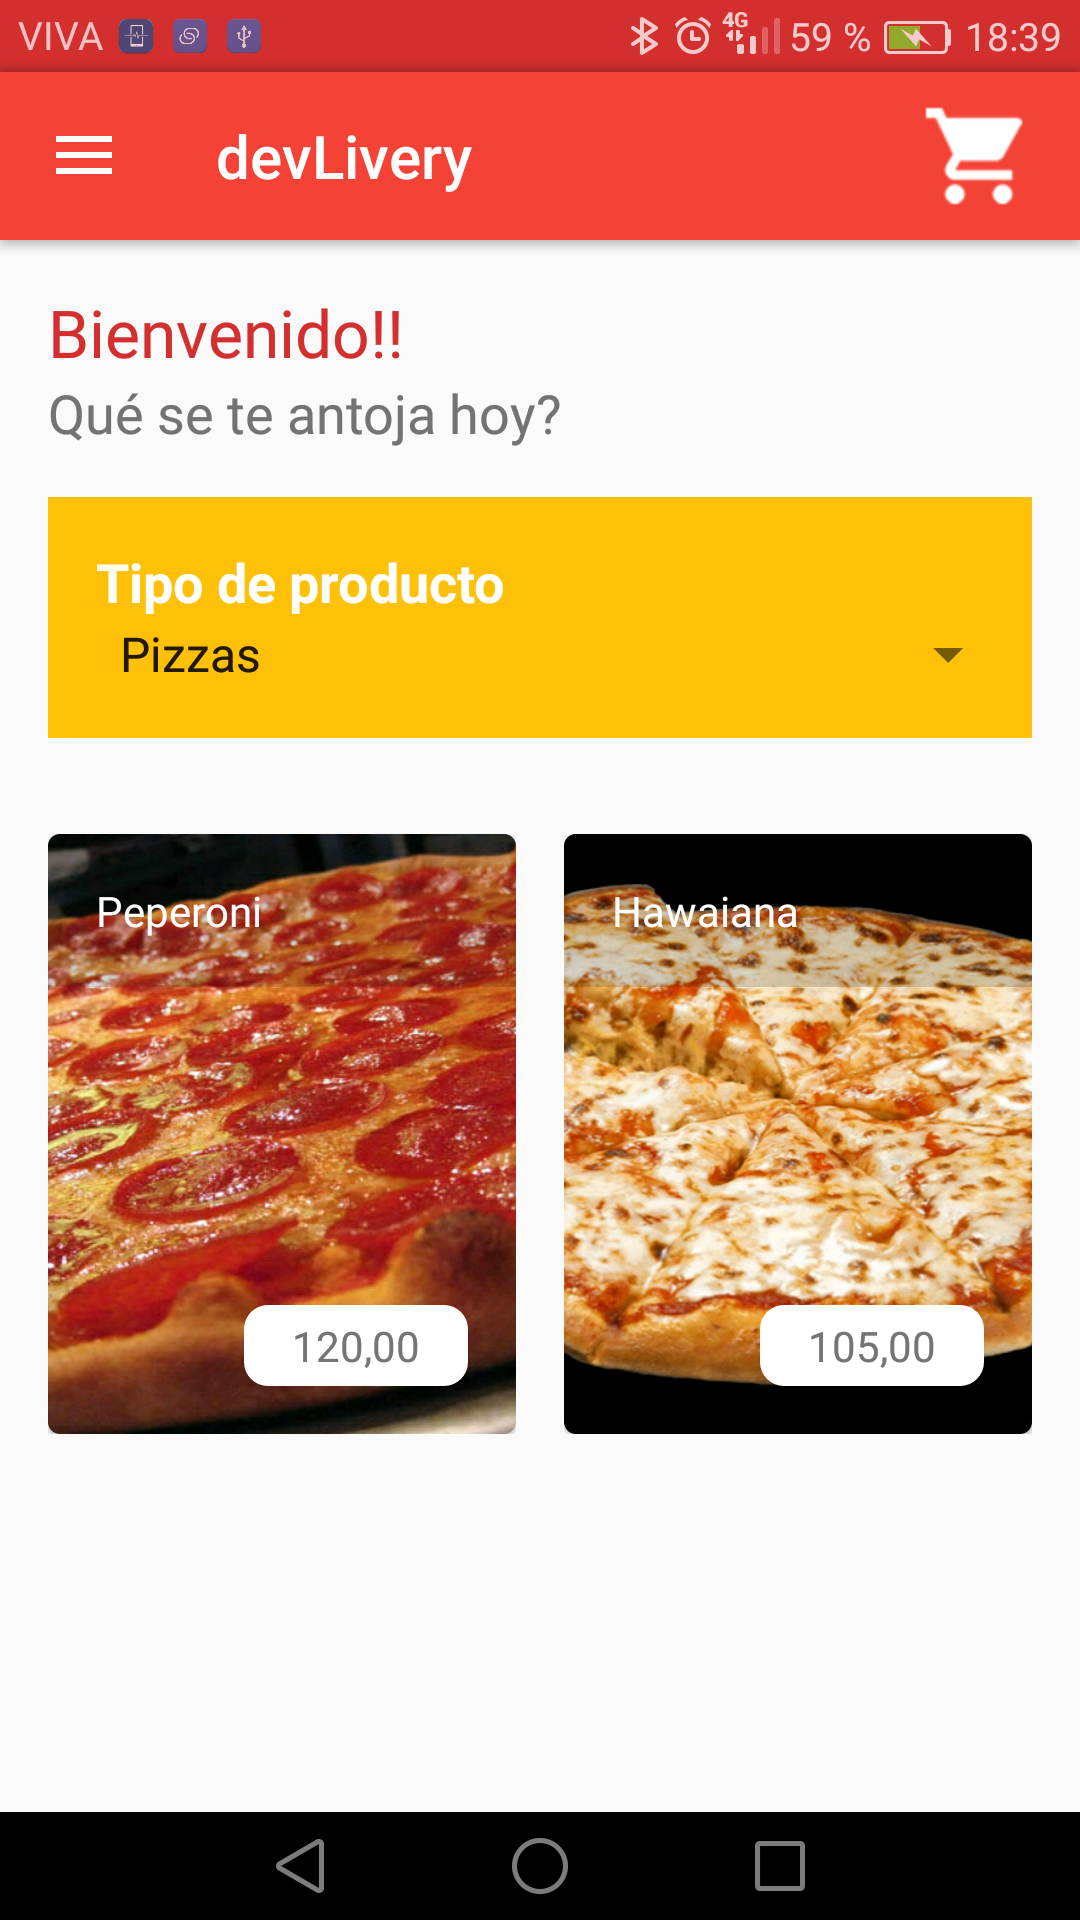 VIVA 4G 59 % 18:39
devLivery
Bienvenido!!
Qué se te antoja hoy?
Tipo de producto
Pizzas
Peperoni Hawaiana
120,00 105,00